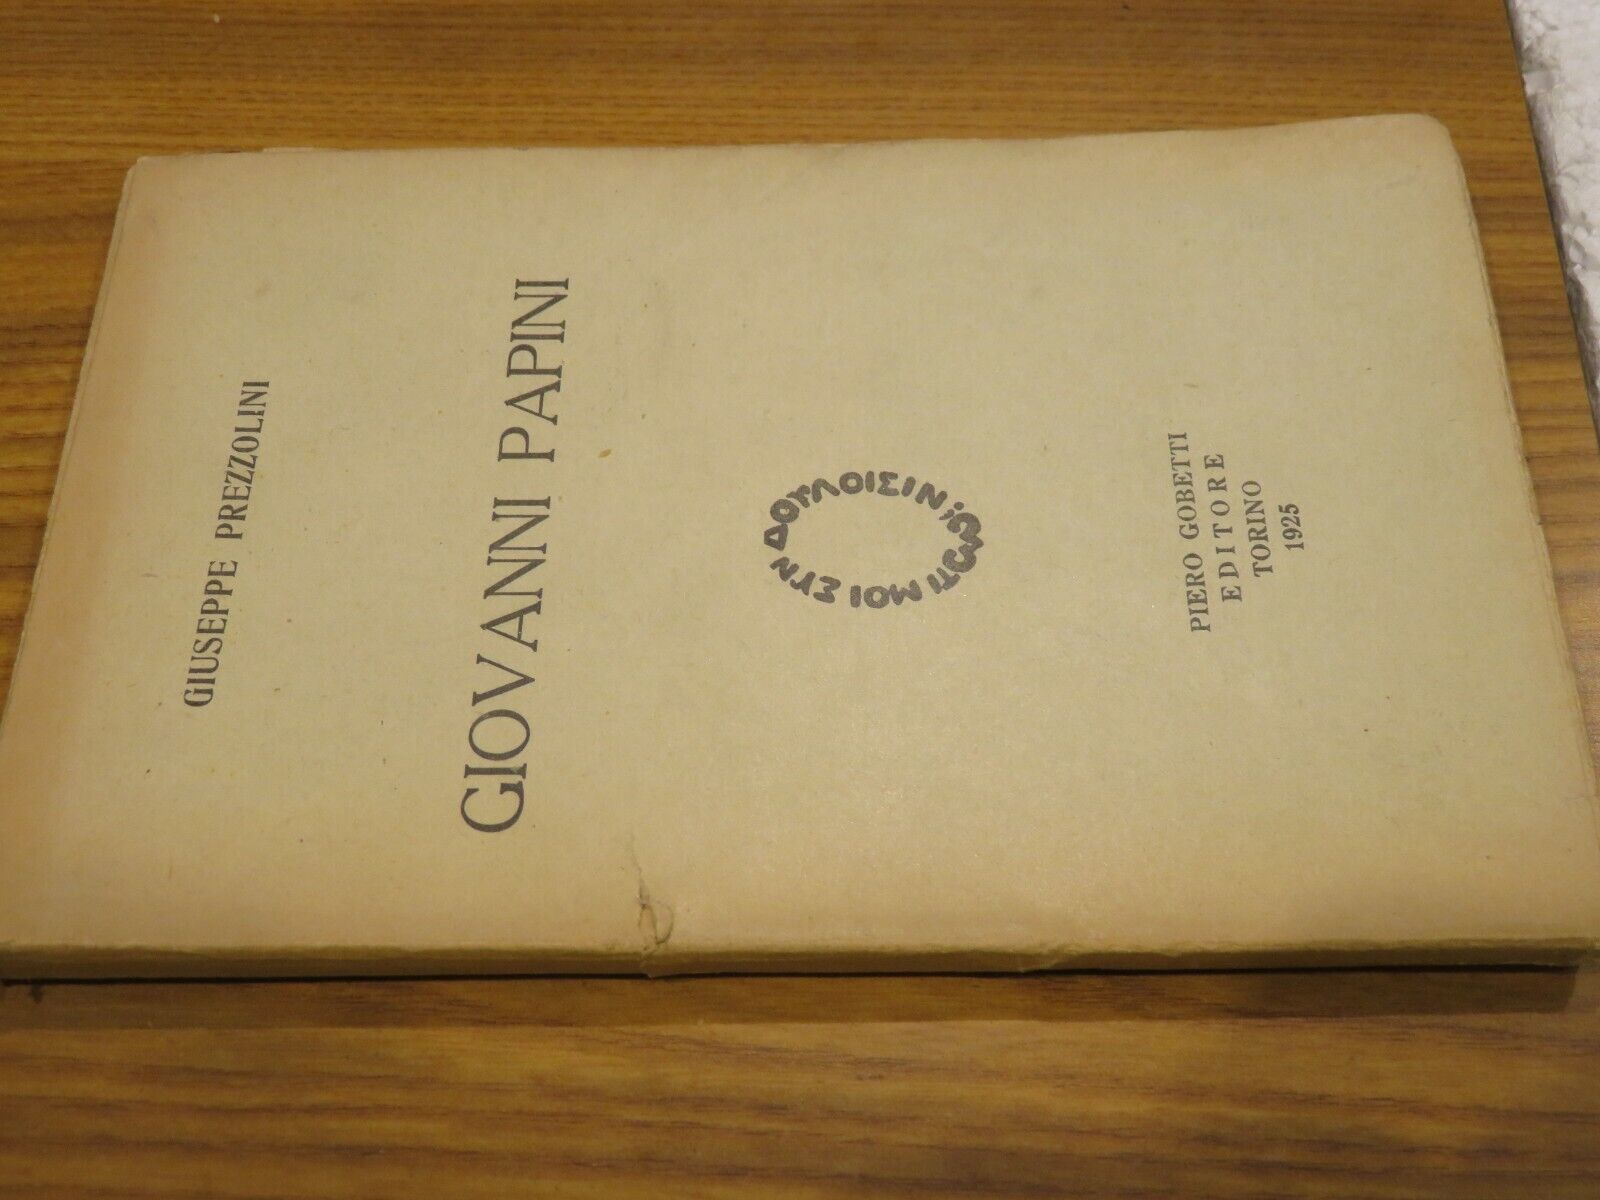 GIUSEPPE PREZZOLINI
GIOVANNI PAPINI
ΤΙ ΜΟΙ ΣΥΝ ΔΟΥΛΟΙΣΙΝ;
PIERO GOBETTI
EDITORE
TORINO
1925